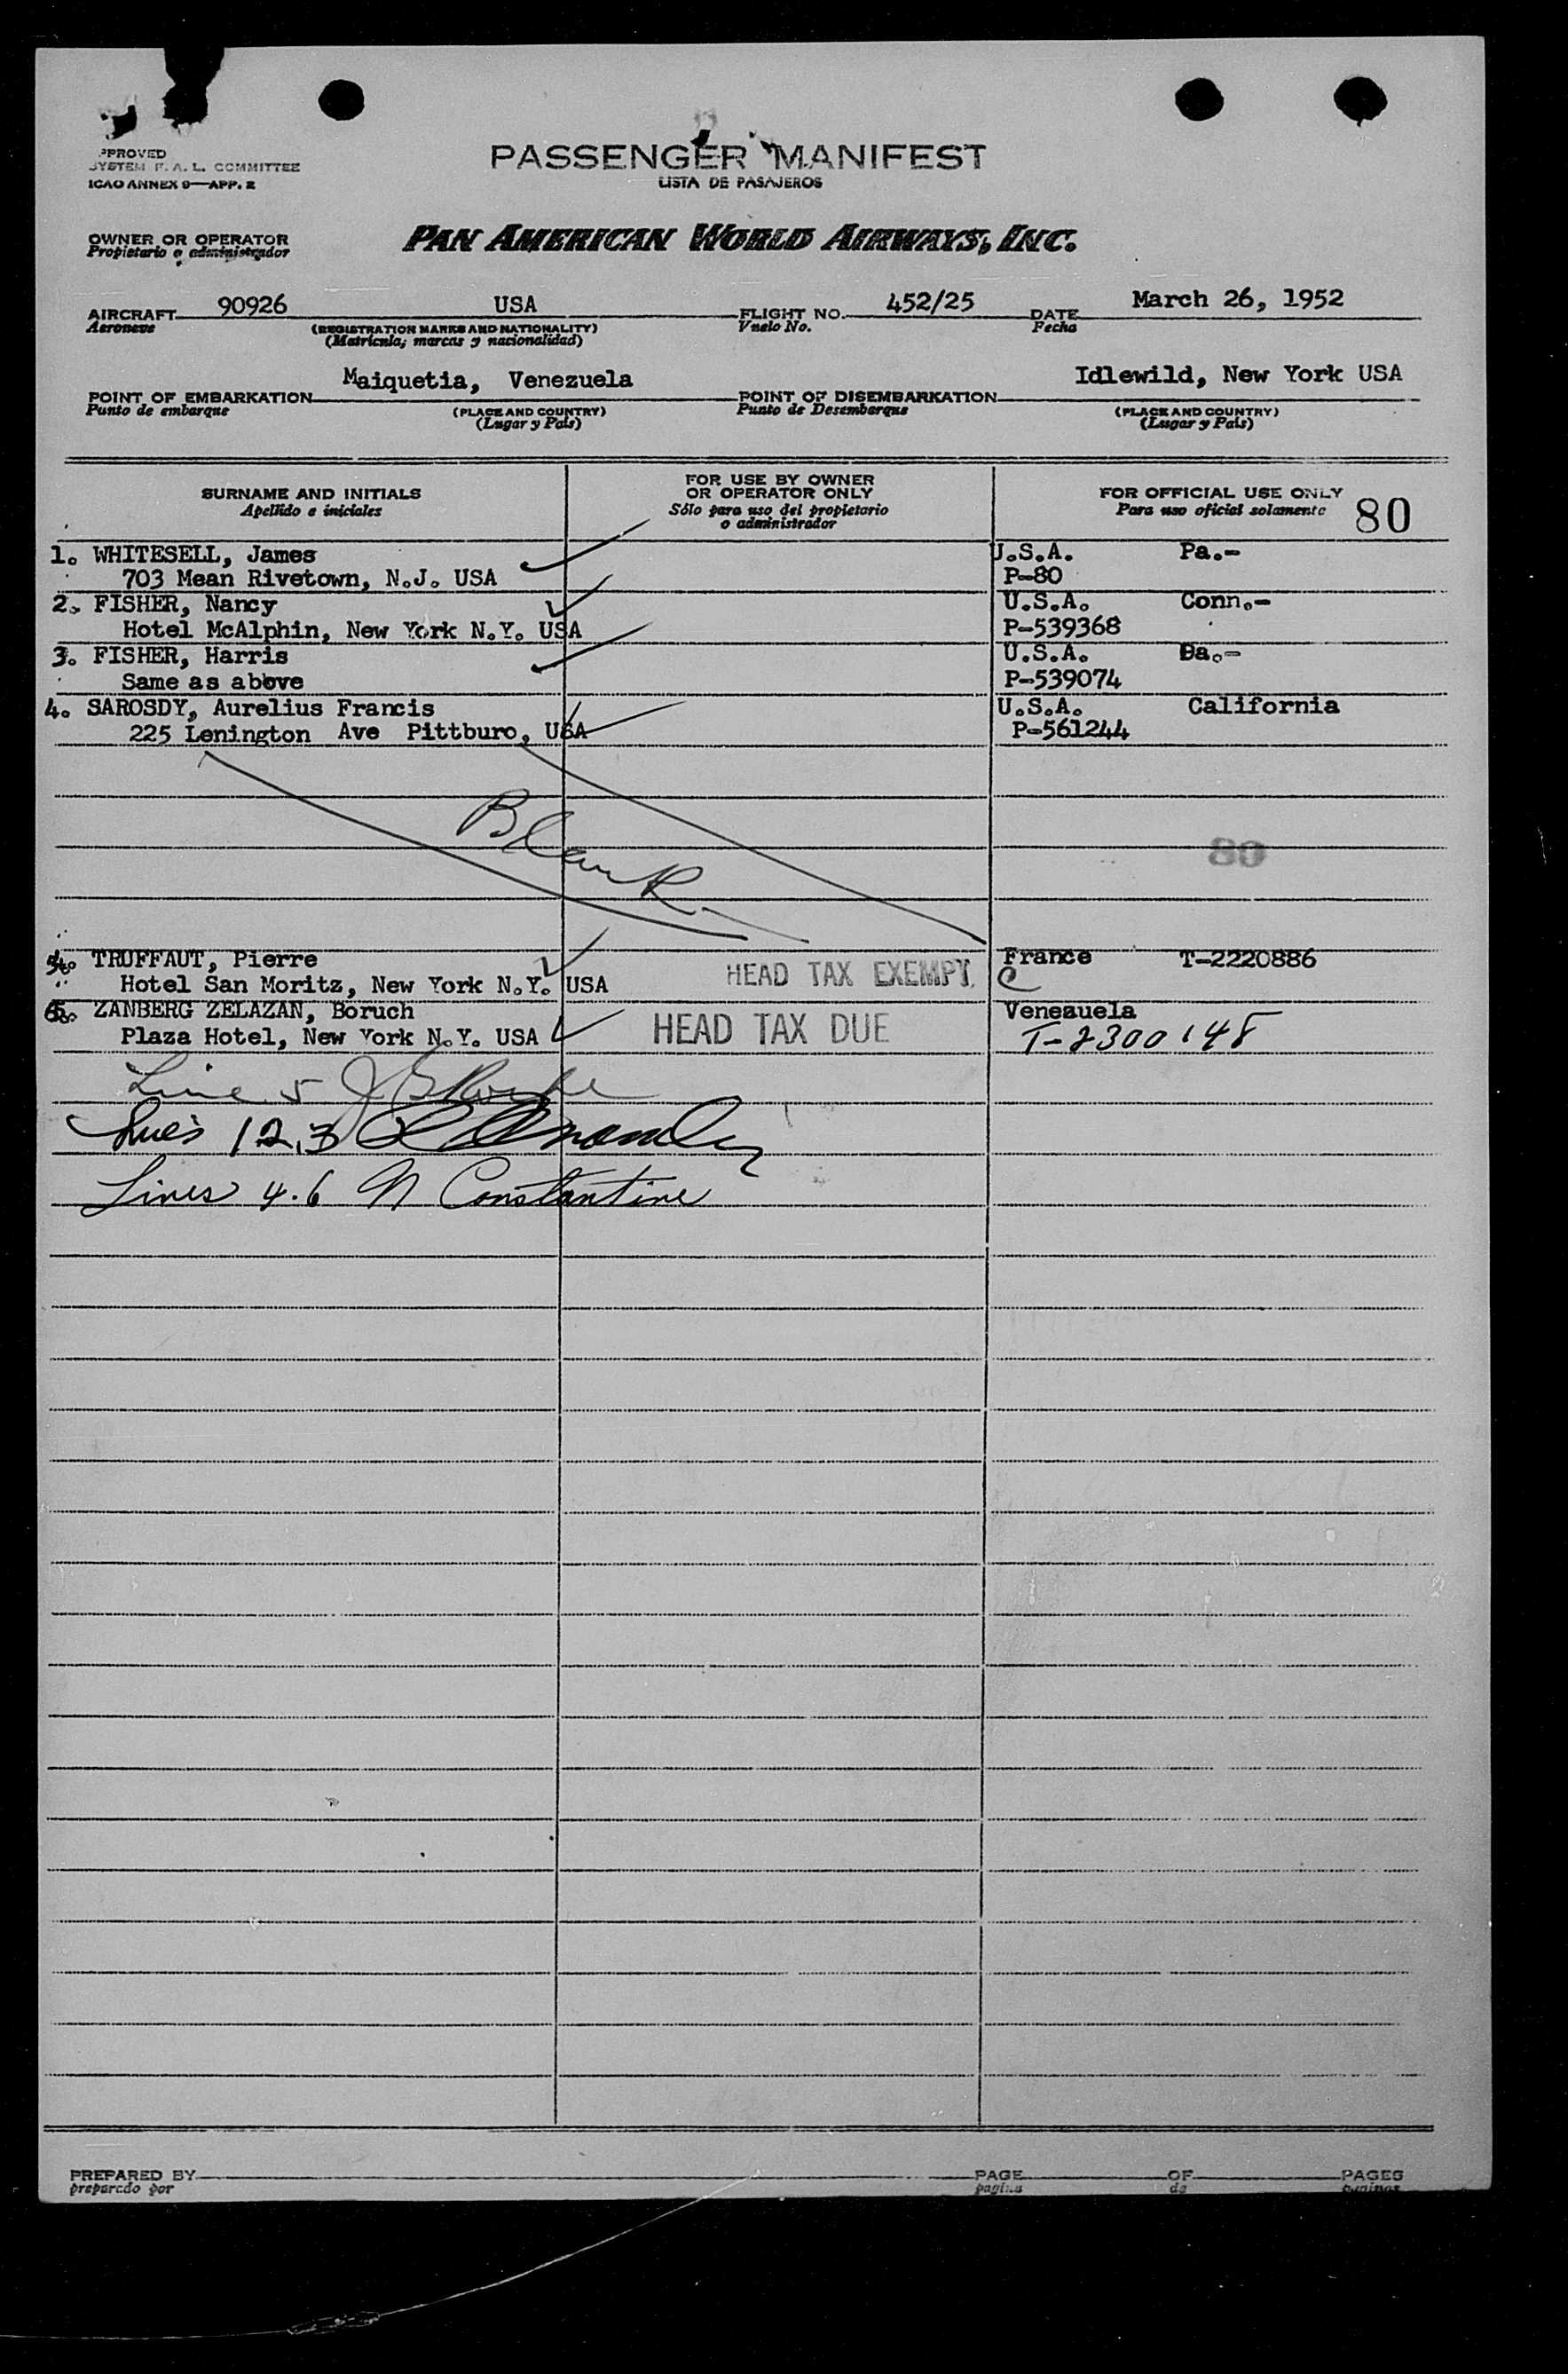 PPROVED
SYSTEM F. A. L. COMMITTEE
ICAO ANNEX 9—APP. 2
PASSENGER MANIFEST
LISTA DE PASAJEROS
OWNER OR OPERATOR
Propietario o administrador
PAN AMERICAN WORLD AIRWAYS, INC.
AIRCRAFT 90926 USA FLIGHT NO. 452/25 DATE March 26, 1952
Aeroneve (REGISTRATION MARKS AND NATIONALITY) Vuelo No. Fecha
(Matrícula; marcas y nacionalidad)
POINT OF EMBARKATION Maiquetia, Venezuela POINT OF DISEMBARKATION Idlewild, New York USA
Punto de embarque (PLACE AND COUNTRY) Punto de Desembarque (PLACE AND COUNTRY)
(Lugar y País) (Lugar y País)
SURNAME AND INITIALS
Apellido e iniciales
FOR USE BY OWNER
OR OPERATOR ONLY
Sólo para uso del propietario
o administrador
FOR OFFICIAL USE ONLY
Para uso oficial solamente
80
1. WHITESELL, James U.S.A. Pa.-
703 Mean Rivetown, N.J. USA P-80
2. FISHER, Nancy U.S.A. Conn.-
Hotel McAlphin, New York N.Y. USA P-539368
3. FISHER, Harris U.S.A. Pa.-
Same as above P-539074
4. SAROSDY, Aurelius Francis U.S.A. California
225 Lenington Ave Pittburo, USA P-561244
Blank
80
5. TRUFFAUT, Pierre France T-2220886
Hotel San Moritz, New York N.Y. USA HEAD TAX EXEMPT. C
6. ZANBERG ZELAZAN, Boruch Venezuela
Plaza Hotel, New York N.Y. USA HEAD TAX DUE T-2300148
Line 5
Lines 1.2.3
Lines 4.6 N Constantine
PREPARED BY PAGE OF PAGES
preparado por pagina de paginas